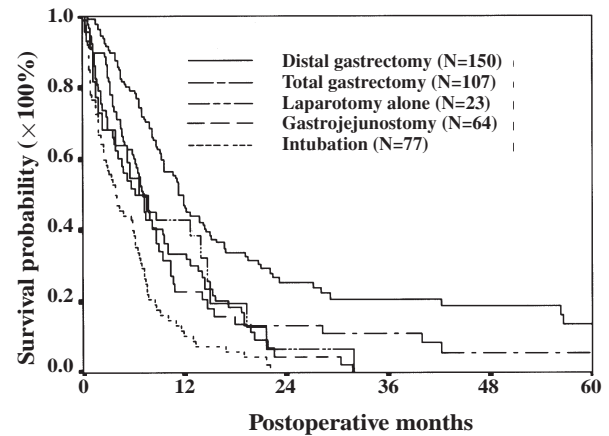 Survival probability (×100%)
1.0
0.8
0.6
0.4
0.2
0.0
Distal gastrectomy (N=150)
Total gastrectomy (N=107)
Laparotomy alone (N=23)
Gastrojejunostomy (N=64)
Intubation (N=77)
0 12 24 36 48 60
Postoperative months